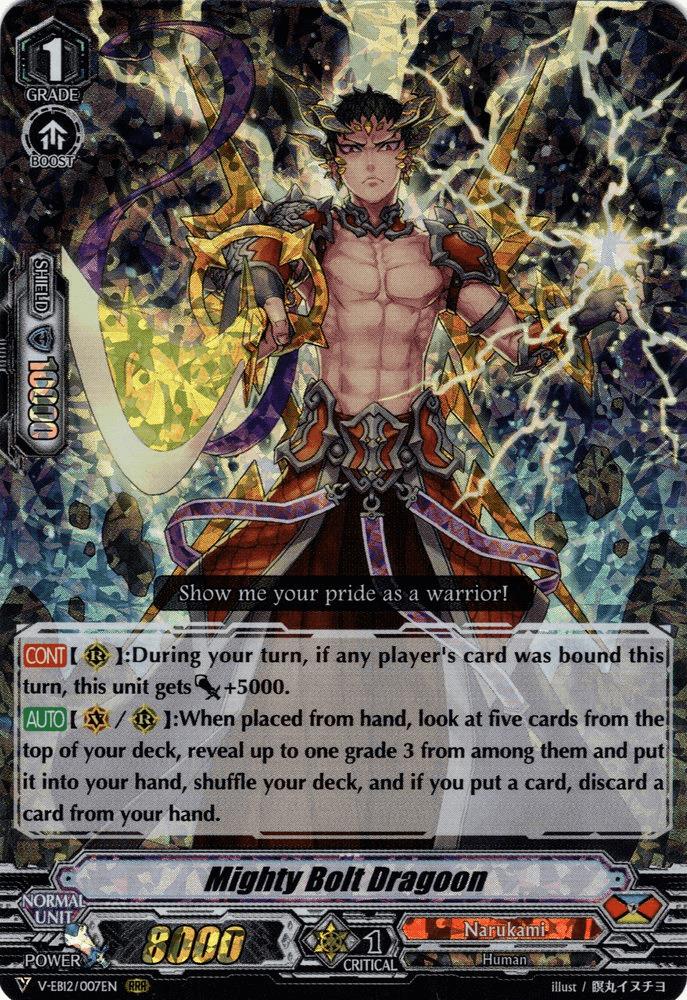 1
GRADE
BOOST
SHIELD
10000
Show me your pride as a warrior!
CONT【 R 】:During your turn, if any player's card was bound this
turn, this unit gets +5000.
AUTO【 V / R 】:When placed from hand, look at five cards from the
top of your deck, reveal up to one grade 3 from among them and put
it into your hand, shuffle your deck, and if you put a card, discard a
card from your hand.
Mighty Bolt Dragoon
NORMAL
UNIT
POWER
8000
1
CRITICAL
Narukami
Human
V-EB12/007EN RRR
illust / 瞑丸イヌチヨ